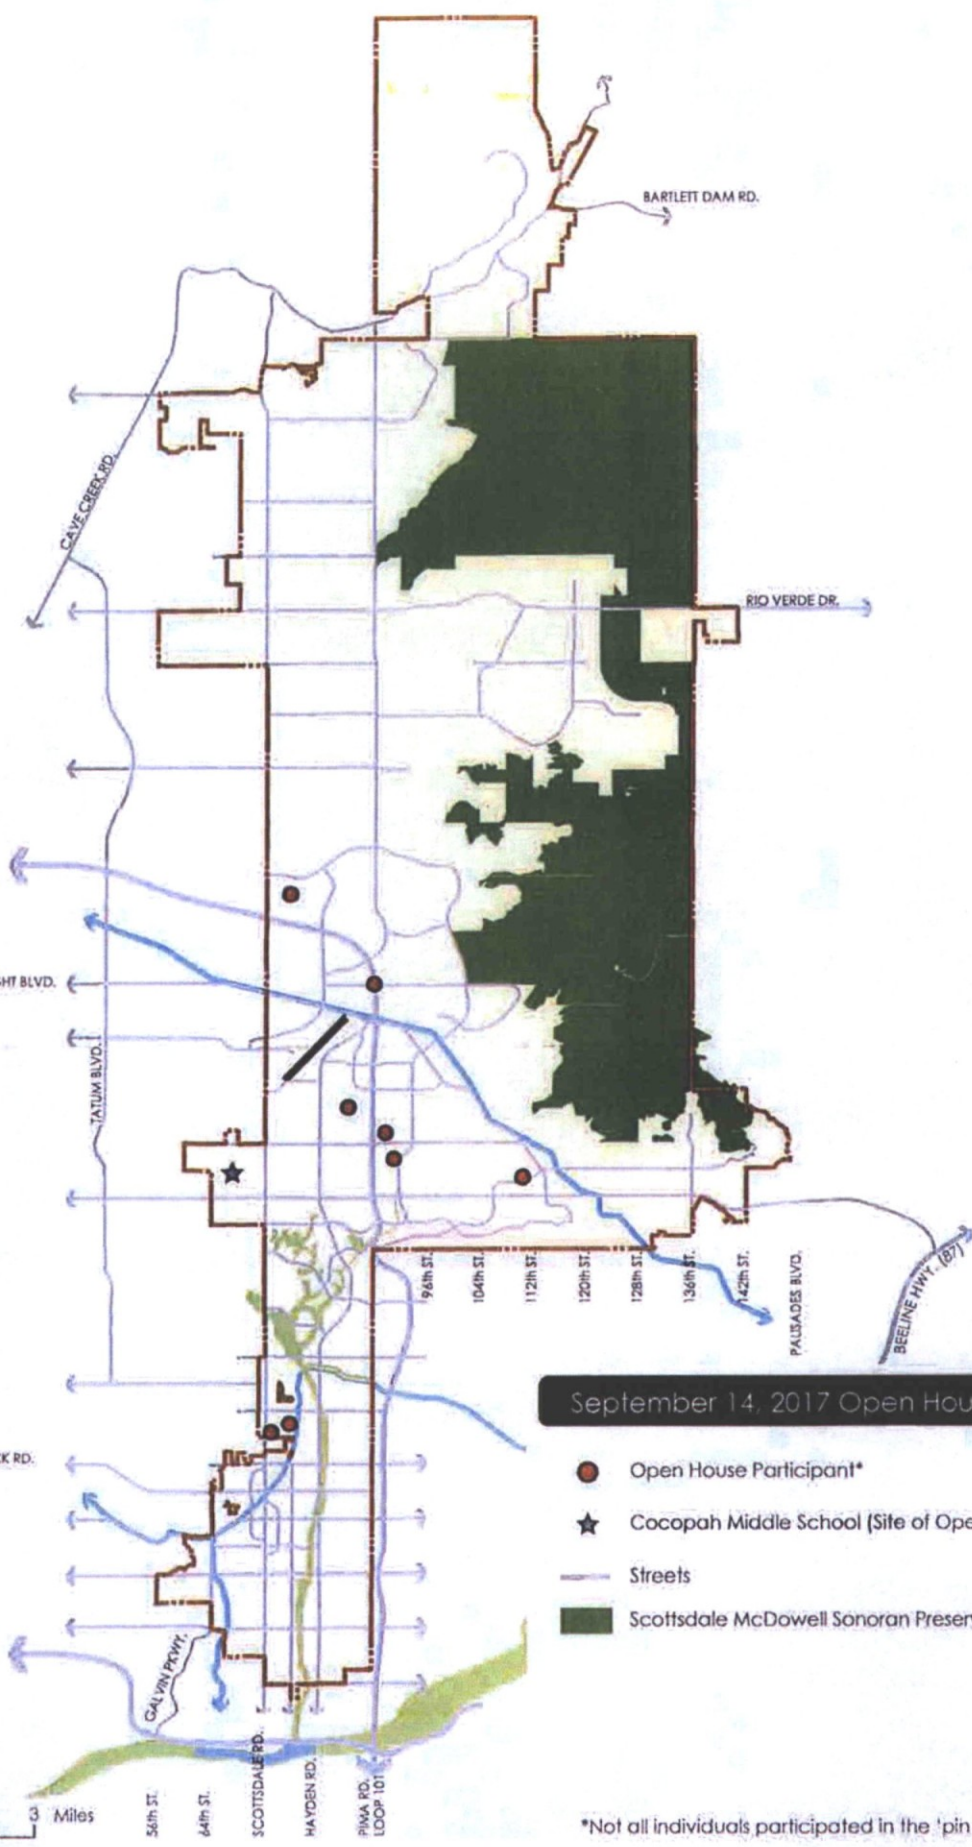 BARTLETT DAM RD.
CAVE CREEK RD.
RIO VERDE DR.
HT BLVD.
TATUM BLVD.
96th ST.
104th ST.
112th ST.
120th ST.
128th ST.
136th ST.
142th ST.
PALISADES BLVD.
BEELINE HWY. (87)
September 14, 2017 Open Hou
K RD.
Open House Participant*
Cocopah Middle School (Site of Ope
Streets
Scottsdale McDowell Sonoran Preser
GALVIN PKWY.
3 Miles
56th ST.
64th ST.
SCOTTSDALE RD.
HAYDEN RD.
PIMA RD.
LOOP 101
*Not all individuals participated in the 'pin